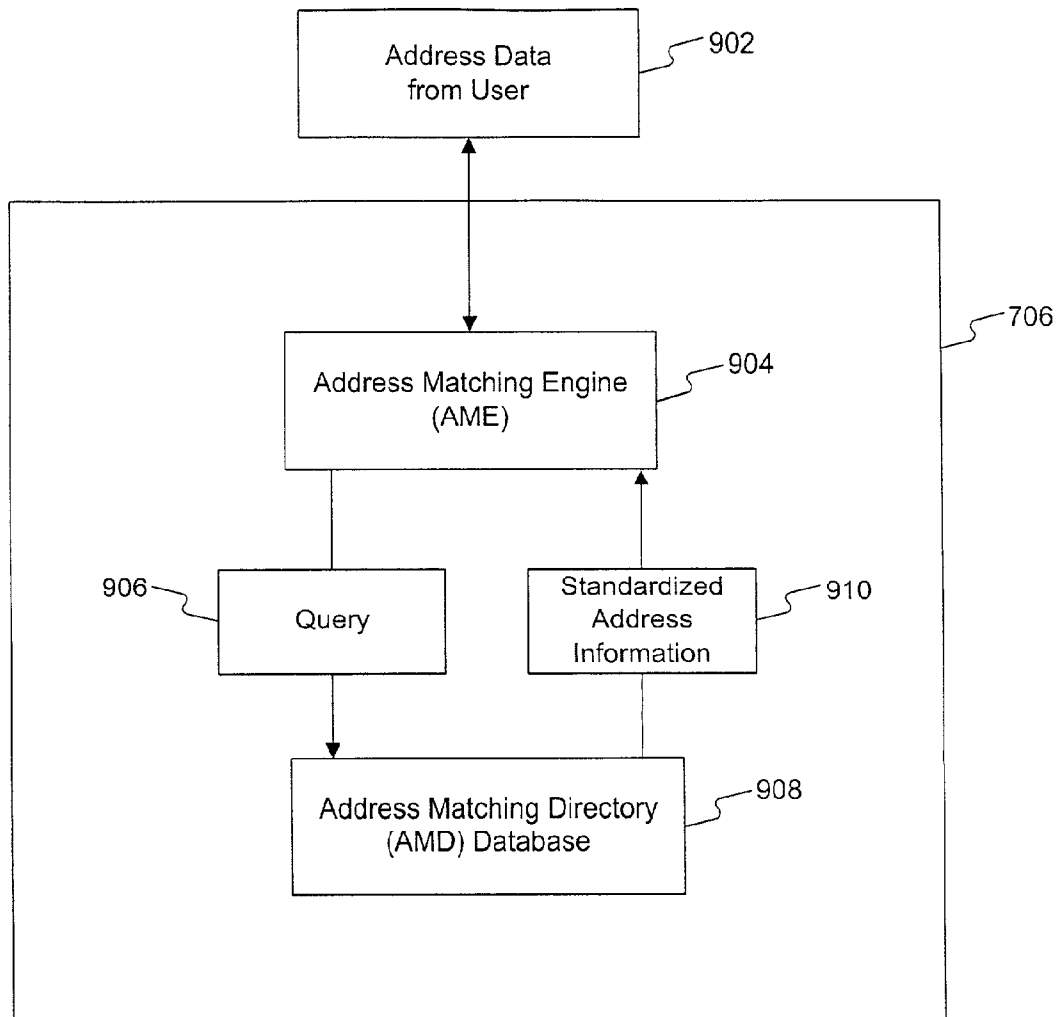 Address Data
from User
902
706
Address Matching Engine
(AME)
904
906
Query
Standardized
Address
Information
910
Address Matching Directory
(AMD) Database
908